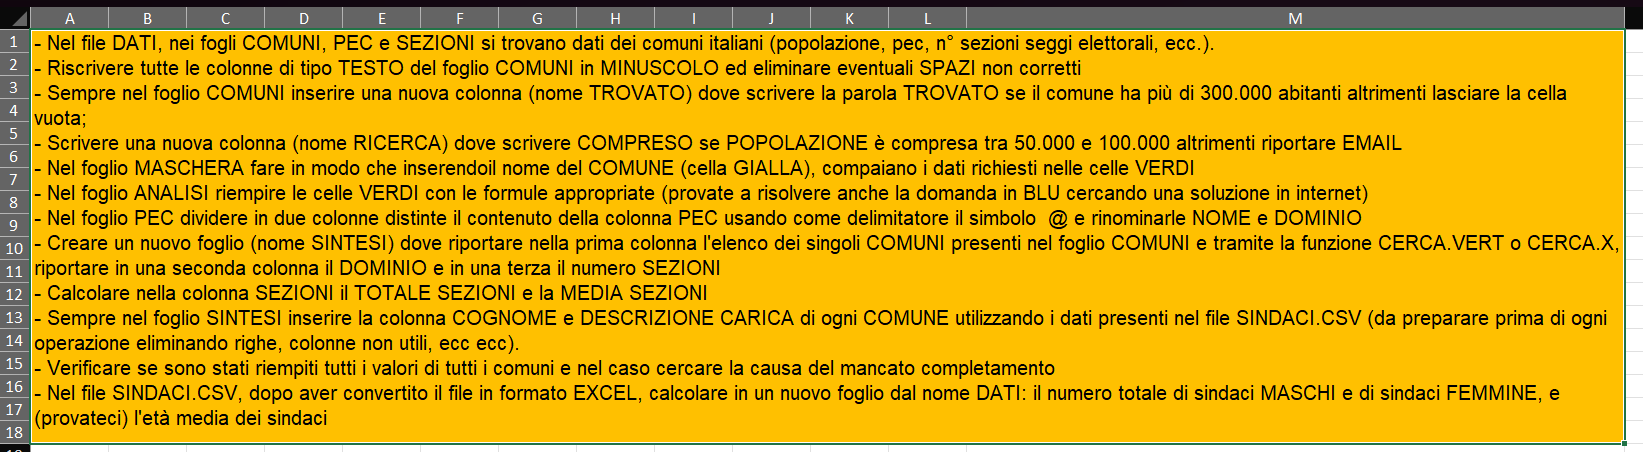 A B C D E F G H I J K L M
1
2
3
4
5
6
7
8
9
10
11
12
13
14
15
16
17
18
- Nel file DATI, nei fogli COMUNI, PEC e SEZIONI si trovano dati dei comuni italiani (popolazione, pec, n° sezioni seggi elettorali, ecc.).
- Riscrivere tutte le colonne di tipo TESTO del foglio COMUNI in MINUSCOLO ed eliminare eventuali SPAZI non corretti
- Sempre nel foglio COMUNI inserire una nuova colonna (nome TROVATO) dove scrivere la parola TROVATO se il comune ha più di 300.000 abitanti altrimenti lasciare la cella
vuota;
- Scrivere una nuova colonna (nome RICERCA) dove scrivere COMPRESO se POPOLAZIONE è compresa tra 50.000 e 100.000 altrimenti riportare EMAIL
- Nel foglio MASCHERA fare in modo che inserendoil nome del COMUNE (cella GIALLA), compaiano i dati richiesti nelle celle VERDI
- Nel foglio ANALISI riempire le celle VERDI con le formule appropriate (provate a risolvere anche la domanda in BLU cercando una soluzione in internet)
- Nel foglio PEC dividere in due colonne distinte il contenuto della colonna PEC usando come delimitatore il simbolo  @ e rinominarle NOME e DOMINIO
- Creare un nuovo foglio (nome SINTESI) dove riportare nella prima colonna l'elenco dei singoli COMUNI presenti nel foglio COMUNI e tramite la funzione CERCA.VERT o CERCA.X,
riportare in una seconda colonna il DOMINIO e in una terza il numero SEZIONI
- Calcolare nella colonna SEZIONI il TOTALE SEZIONI e la MEDIA SEZIONI
- Sempre nel foglio SINTESI inserire la colonna COGNOME e DESCRIZIONE CARICA di ogni COMUNE utilizzando i dati presenti nel file SINDACI.CSV (da preparare prima di ogni
operazione eliminando righe, colonne non utili, ecc ecc).
- Verificare se sono stati riempiti tutti i valori di tutti i comuni e nel caso cercare la causa del mancato completamento
- Nel file SINDACI.CSV, dopo aver convertito il file in formato EXCEL, calcolare in un nuovo foglio dal nome DATI: il numero totale di sindaci MASCHI e di sindaci FEMMINE, e
(provateci) l'età media dei sindaci